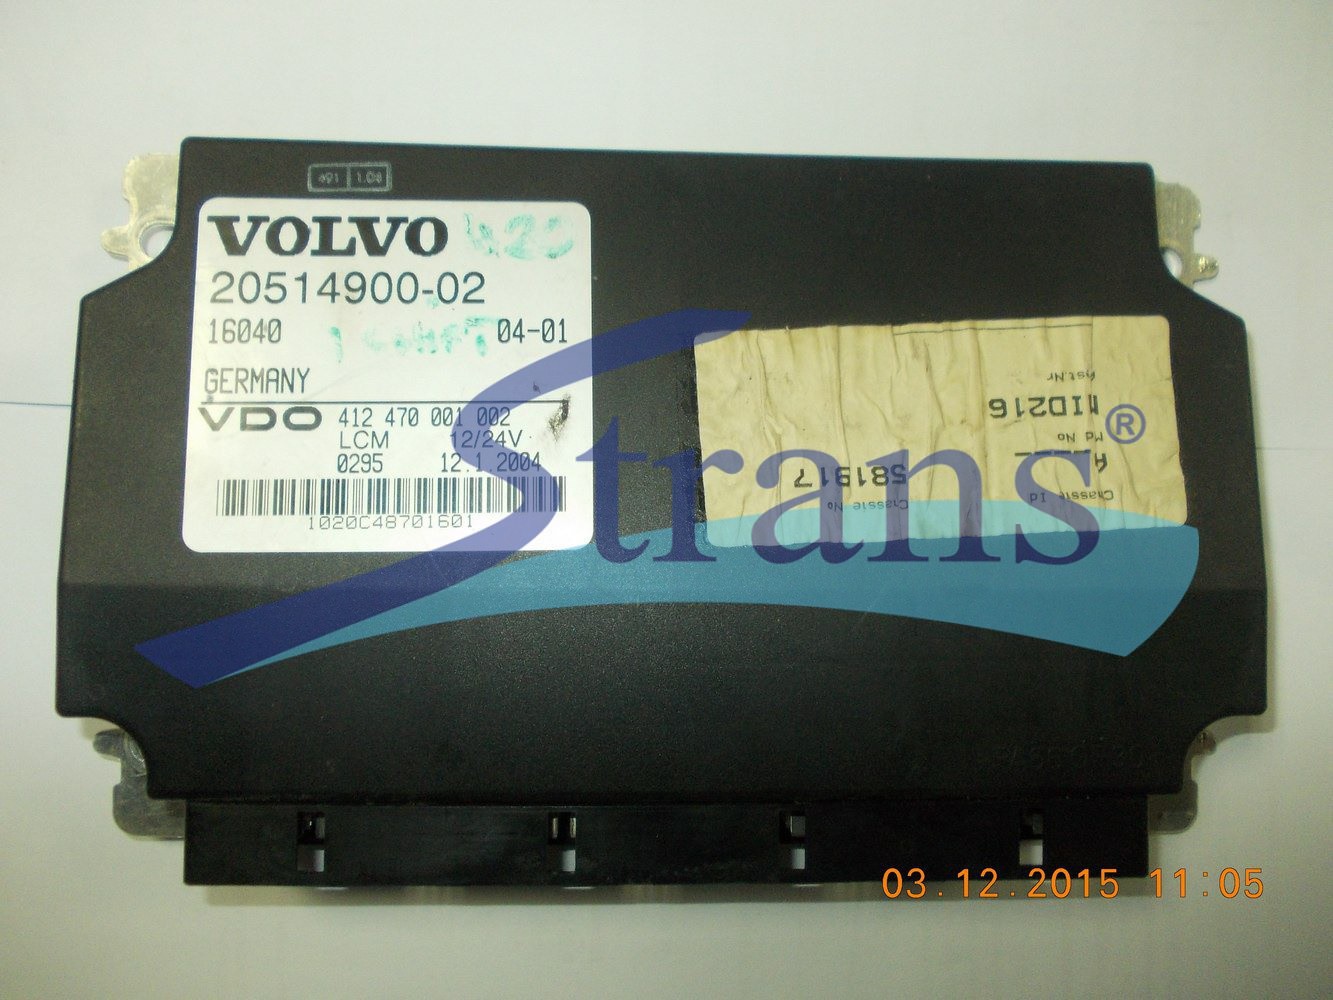 491 1.08
VOLVO
20514900-02
16040 04-01
GERMANY
VDO 412 470 001 002
LCM 12/24V
0295 12.1.2004
1020C48701601
Ast.Nr
MID216
Md No
Chassie Id
Chassie No
581917
Strans®
03.12.2015 11:05